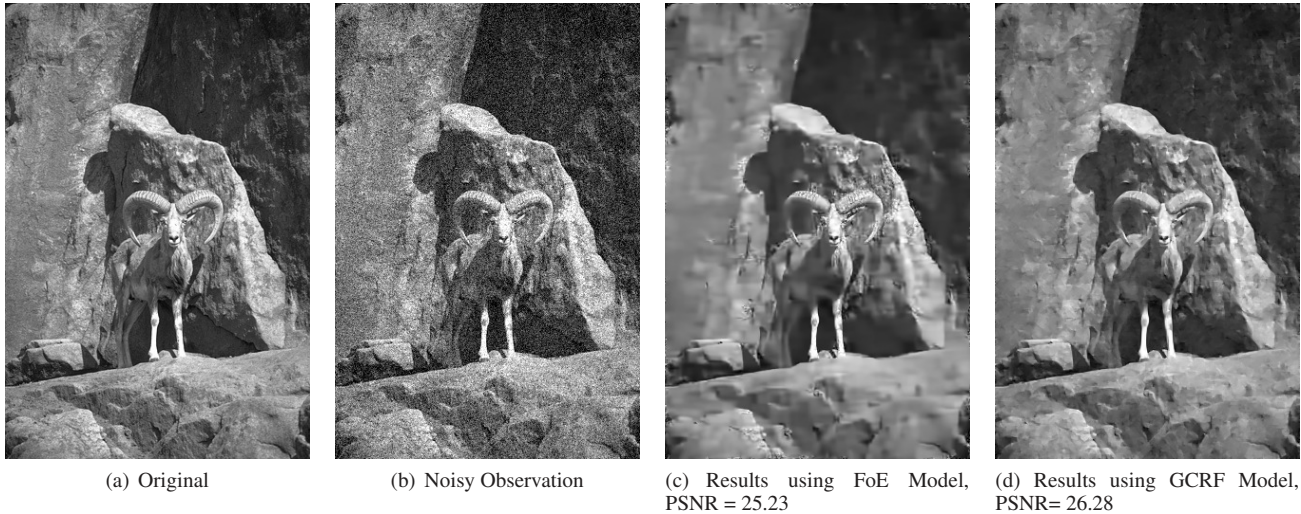 (a) Original
(b) Noisy Observation
(c) Results using FoE Model,
PSNR = 25.23
(d) Results using GCRF Model,
PSNR= 26.28